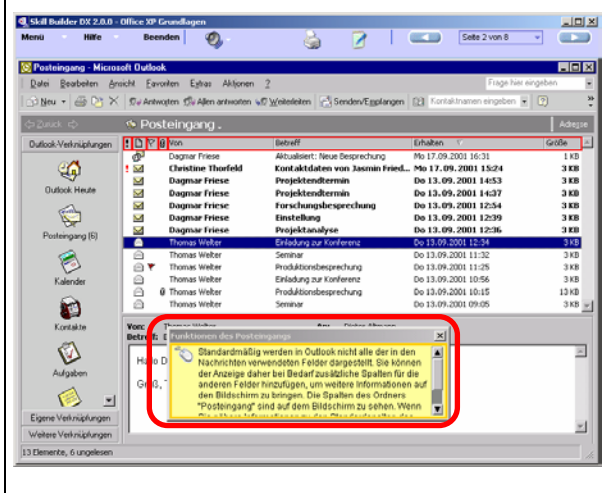 Skill Builder DX 2.0.0 - Office XP Grundlagen
Menü Hilfe Beenden Seite 2 von 8
Posteingang - Microsoft Outlook
Datei Bearbeiten Ansicht Favoriten Extras Aktionen ? Frage hier eingeben
Neu Antworten Allen antworten Weiterleiten Senden/Empfangen Kontaktnamen eingeben
Zurück Posteingang . Adresse
Outlook-Verknüpfungen
Outlook Heute
Posteingang (6)
Kalender
Kontakte
Aufgaben
Eigene Verknüpfungen
Weitere Verknüpfungen
Von Betreff Erhalten Größe
Dagmar Friese Aktualisiert: Neue Besprechung Mo 17.09.2001 16:31 1 KB
Christine Thorfeld Kontaktdaten von Jasmin Fried... Mo 17.09.2001 15:24 3 KB
Dagmar Friese Projektendtermin Do 13.09.2001 14:53 3 KB
Dagmar Friese Projektendtermin Do 13.09.2001 14:37 3 KB
Dagmar Friese Forschungsbesprechung Do 13.09.2001 12:54 3 KB
Dagmar Friese Einstellung Do 13.09.2001 12:39 3 KB
Dagmar Friese Projektanalyse Do 13.09.2001 12:36 3 KB
Thomas Welter Einladung zur Konferenz Do 13.09.2001 12:34 3 KB
Thomas Welter Seminar Do 13.09.2001 11:32 3 KB
Thomas Welter Produktionsbesprechung Do 13.09.2001 11:25 3 KB
Thomas Welter Einladung zur Konferenz Do 13.09.2001 10:56 3 KB
Thomas Welter Produktionsbesprechung Do 13.09.2001 10:15 13 KB
Thomas Welter Seminar Do 13.09.2001 09:05 3 KB
Von: Thomas Welter An:
Betreff:
Funktionen des Posteingangs
Standardmäßig werden in Outlook nicht alle der in den
Nachrichten verwendeten Felder dargestellt. Sie können
der Anzeige daher bei Bedarf zusätzliche Spalten für die
anderen Felder hinzufügen, um weitere Informationen auf
den Bildschirm zu bringen. Die Spalten des Ordners
"Posteingang" sind auf dem Bildschirm zu sehen. Wenn
13 Elemente, 6 ungelesen